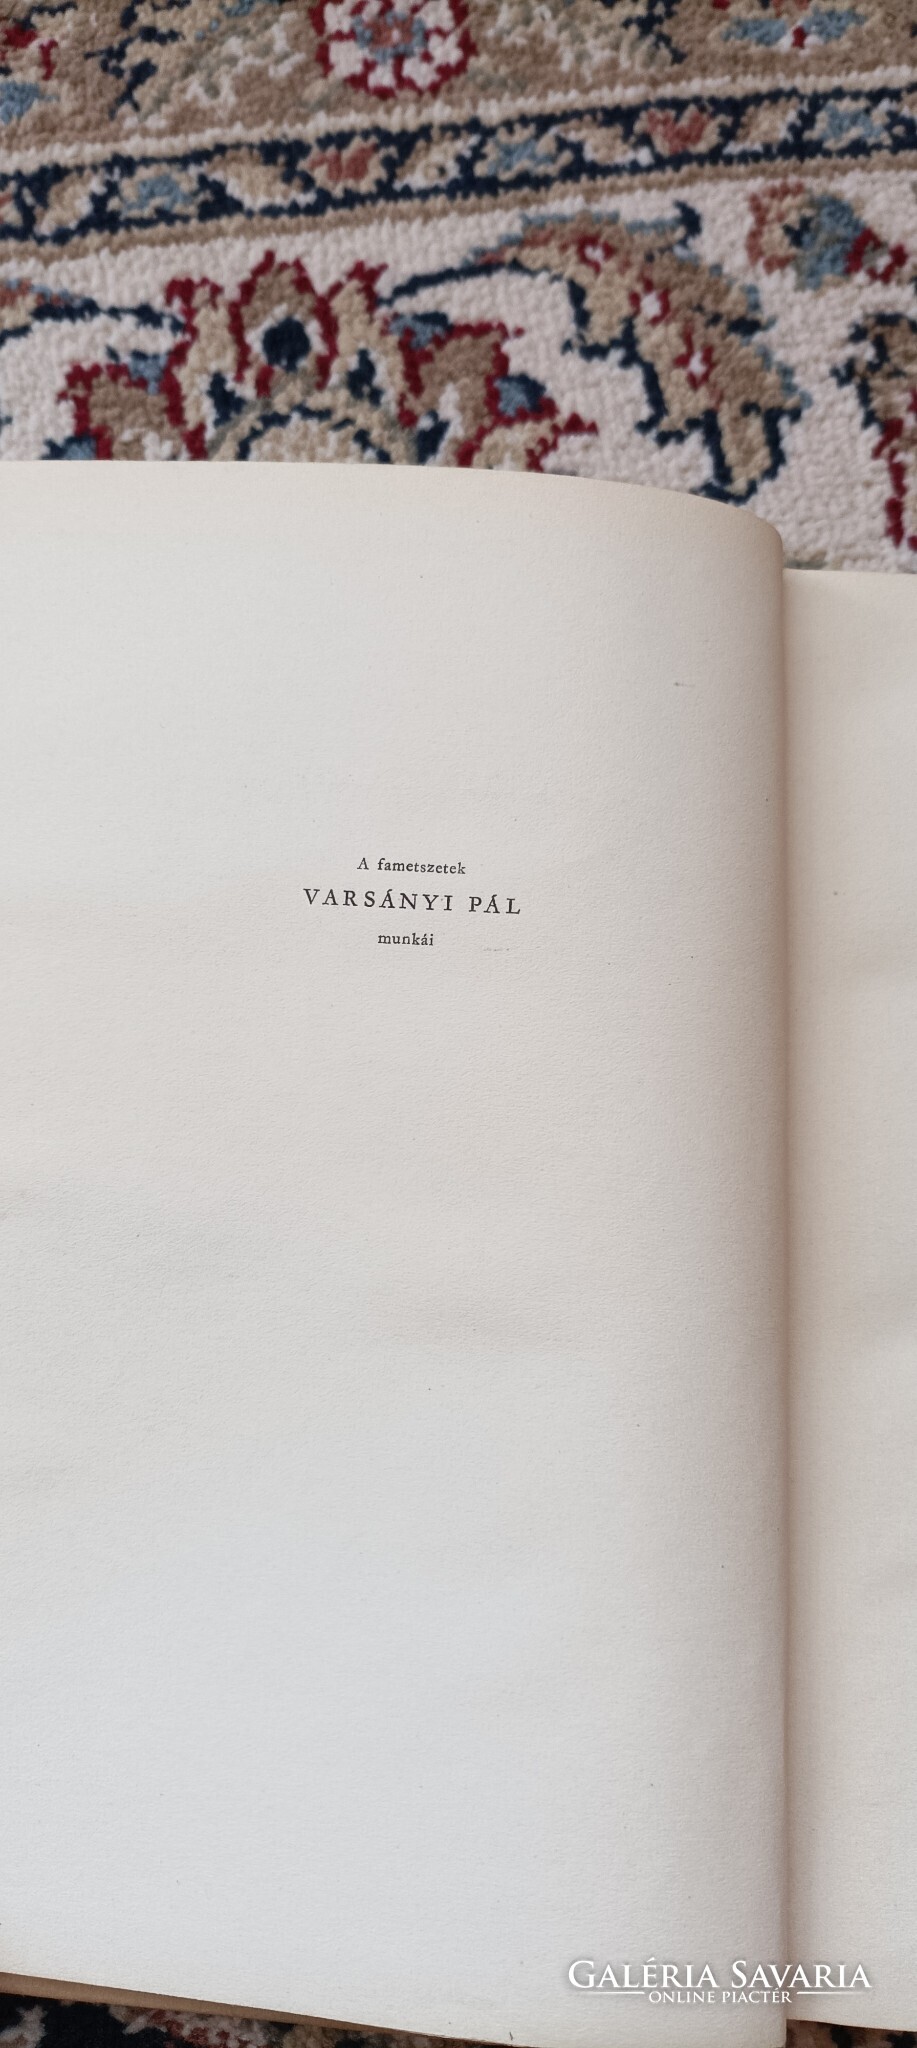 A fametszetek
VARSÁNYI PÁL
munkái
GALÉRIA SAVARIA
ONLINE PIACTÉR